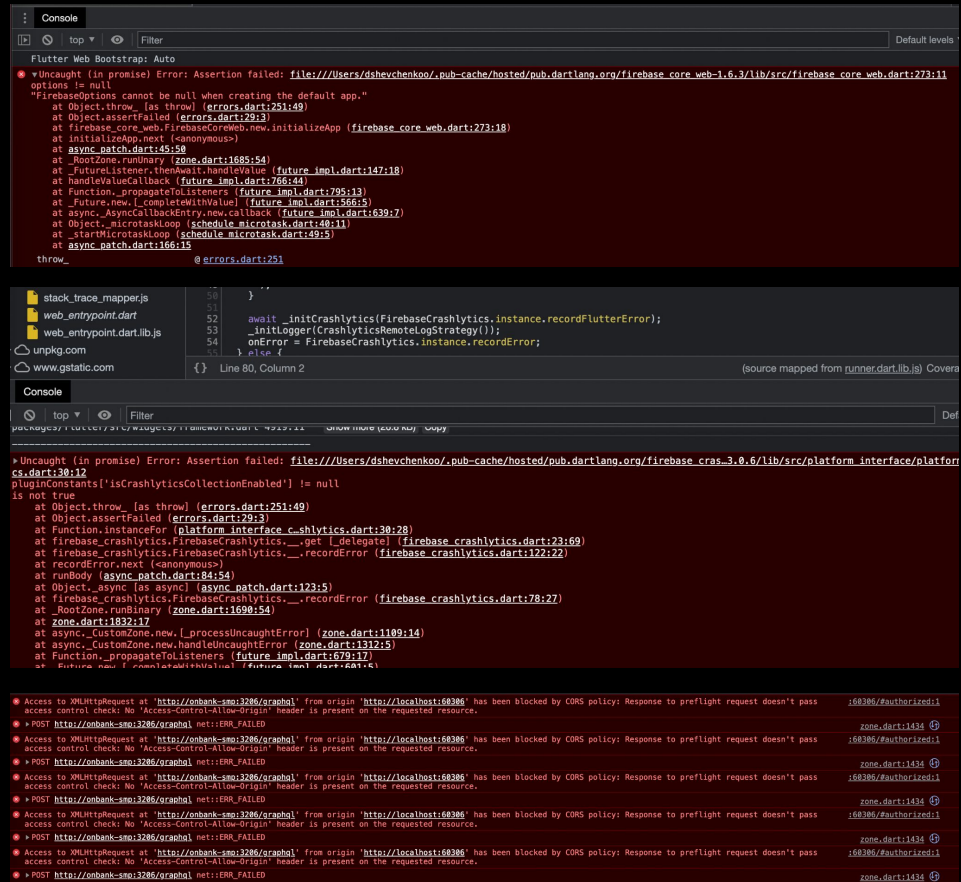 Console
top ▼ Filter Default levels
Flutter Web Bootstrap: Auto
▼Uncaught (in promise) Error: Assertion failed: file:///Users/dshevchenkoo/.pub-cache/hosted/pub.dartlang.org/firebase_core_web-1.6.3/lib/src/firebase_core_web.dart:273:11
options != null
"FirebaseOptions cannot be null when creating the default app."
at Object.throw_ [as throw] (errors.dart:251:49)
at Object.assertFailed (errors.dart:29:3)
at firebase_core_web.FirebaseCoreWeb.new.initializeApp (firebase_core_web.dart:273:18)
at initializeApp.next (<anonymous>)
at async_patch.dart:45:50
at _RootZone.runUnary (zone.dart:1685:54)
at _FutureListener.thenAwait.handleValue (future_impl.dart:147:18)
at handleValueCallback (future_impl.dart:766:44)
at Function._propagateToListeners (future_impl.dart:795:13)
at _Future.new.[_completeWithValue] (future_impl.dart:566:5)
at async._AsyncCallbackEntry.new.callback (future_impl.dart:639:7)
at Object._microtaskLoop (schedule_microtask.dart:40:11)
at _startMicrotaskLoop (schedule_microtask.dart:49:5)
at async_patch.dart:166:15
throw_ @ errors.dart:251
stack_trace_mapper.js 50 }
web_entrypoint.dart 51
52 await _initCrashlytics(FirebaseCrashlytics.instance.recordFlutterError);
web_entrypoint.dart.lib.js 53 _initLogger(CrashlyticsRemoteLogStrategy());
unpkg.com 54 onError = FirebaseCrashlytics.instance.recordError;
55 } else {
www.gstatic.com {} Line 80, Column 2 (source mapped from runner.dart.lib.js) Covera
Console
top ▼ Filter Def
packages/flutter/src/widgets/framework.dart 4919:11 Show more (20.8 kB) Copy
▶Uncaught (in promise) Error: Assertion failed: file:///Users/dshevchenkoo/.pub-cache/hosted/pub.dartlang.org/firebase_cras…3.0.6/lib/src/platform_interface/platfor
cs.dart:30:12
pluginConstants['isCrashlyticsCollectionEnabled'] != null
is not true
at Object.throw_ [as throw] (errors.dart:251:49)
at Object.assertFailed (errors.dart:29:3)
at Function.instanceFor (platform_interface_c…shlytics.dart:30:28)
at firebase_crashlytics.FirebaseCrashlytics.__.get [_delegate] (firebase_crashlytics.dart:23:69)
at firebase_crashlytics.FirebaseCrashlytics.__.recordError (firebase_crashlytics.dart:122:22)
at recordError.next (<anonymous>)
at runBody (async_patch.dart:84:54)
at Object._async [as async] (async_patch.dart:123:5)
at firebase_crashlytics.FirebaseCrashlytics.__.recordError (firebase_crashlytics.dart:78:27)
at _RootZone.runBinary (zone.dart:1690:54)
at zone.dart:1832:17
at async._CustomZone.new.[_processUncaughtError] (zone.dart:1109:14)
at async._CustomZone.new.handleUncaughtError (zone.dart:1312:5)
at Function._propagateToListeners (future_impl.dart:679:17)
at _Future.new.[_completeWithValue] (future_impl.dart:601:5)
Access to XMLHttpRequest at 'http://onbank-smp:3206/graphql' from origin 'http://localhost:60306' has been blocked by CORS policy: Response to preflight request doesn't pass :60306/#authorized:1
access control check: No 'Access-Control-Allow-Origin' header is present on the requested resource.
▶POST http://onbank-smp:3206/graphql net::ERR_FAILED zone.dart:1434
Access to XMLHttpRequest at 'http://onbank-smp:3206/graphql' from origin 'http://localhost:60306' has been blocked by CORS policy: Response to preflight request doesn't pass :60306/#authorized:1
access control check: No 'Access-Control-Allow-Origin' header is present on the requested resource.
▶POST http://onbank-smp:3206/graphql net::ERR_FAILED zone.dart:1434
Access to XMLHttpRequest at 'http://onbank-smp:3206/graphql' from origin 'http://localhost:60306' has been blocked by CORS policy: Response to preflight request doesn't pass :60306/#authorized:1
access control check: No 'Access-Control-Allow-Origin' header is present on the requested resource.
▶POST http://onbank-smp:3206/graphql net::ERR_FAILED zone.dart:1434
Access to XMLHttpRequest at 'http://onbank-smp:3206/graphql' from origin 'http://localhost:60306' has been blocked by CORS policy: Response to preflight request doesn't pass :60306/#authorized:1
access control check: No 'Access-Control-Allow-Origin' header is present on the requested resource.
▶POST http://onbank-smp:3206/graphql net::ERR_FAILED zone.dart:1434
Access to XMLHttpRequest at 'http://onbank-smp:3206/graphql' from origin 'http://localhost:60306' has been blocked by CORS policy: Response to preflight request doesn't pass :60306/#authorized:1
access control check: No 'Access-Control-Allow-Origin' header is present on the requested resource.
▶POST http://onbank-smp:3206/graphql net::ERR_FAILED zone.dart:1434